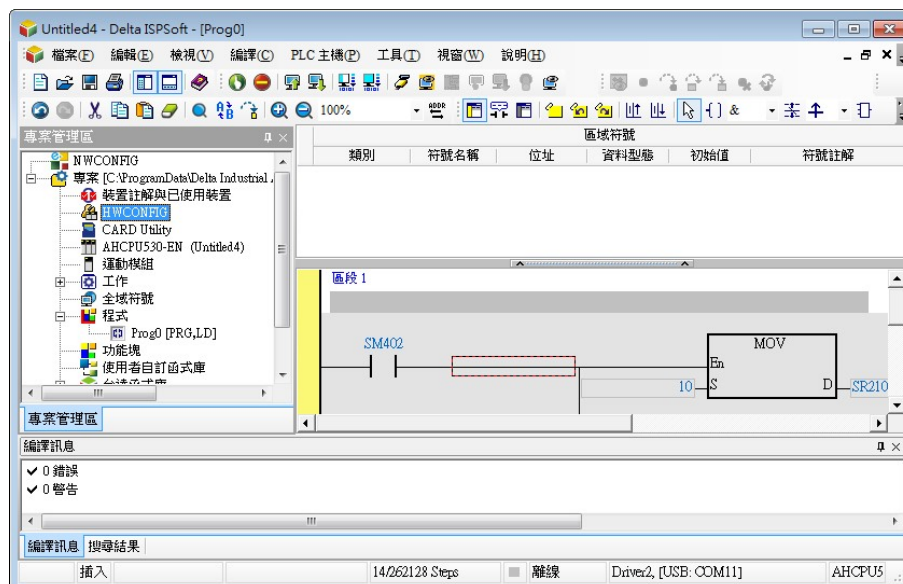 Untitled4 - Delta ISPSoft - [Prog0]
檔案(F) 編輯(E) 檢視(V) 編譯(C) PLC 主機(P) 工具(T) 視窗(W) 說明(H)
100%
專案管理區
區域符號
類別 符號名稱 位址 資料型態 初始值 符號註解
NWCONFIG
專案 [C:\ProgramData\Delta Industrial
裝置註解與已使用裝置
HWCONFIG
CARD Utility
AHCPU530-EN (Untitled4)
運動模組
工作
全域符號
程式
Prog0 [PRG,LD]
功能塊
使用者自訂函式庫
台達函式庫
專案管理區
區段 1
SM402
MOV
En
10 S D SR210
編譯訊息
0 錯誤
0 警告
編譯訊息 搜尋結果
插入 14/262128 Steps 離線 Driver2, [USB: COM11] AHCPU5